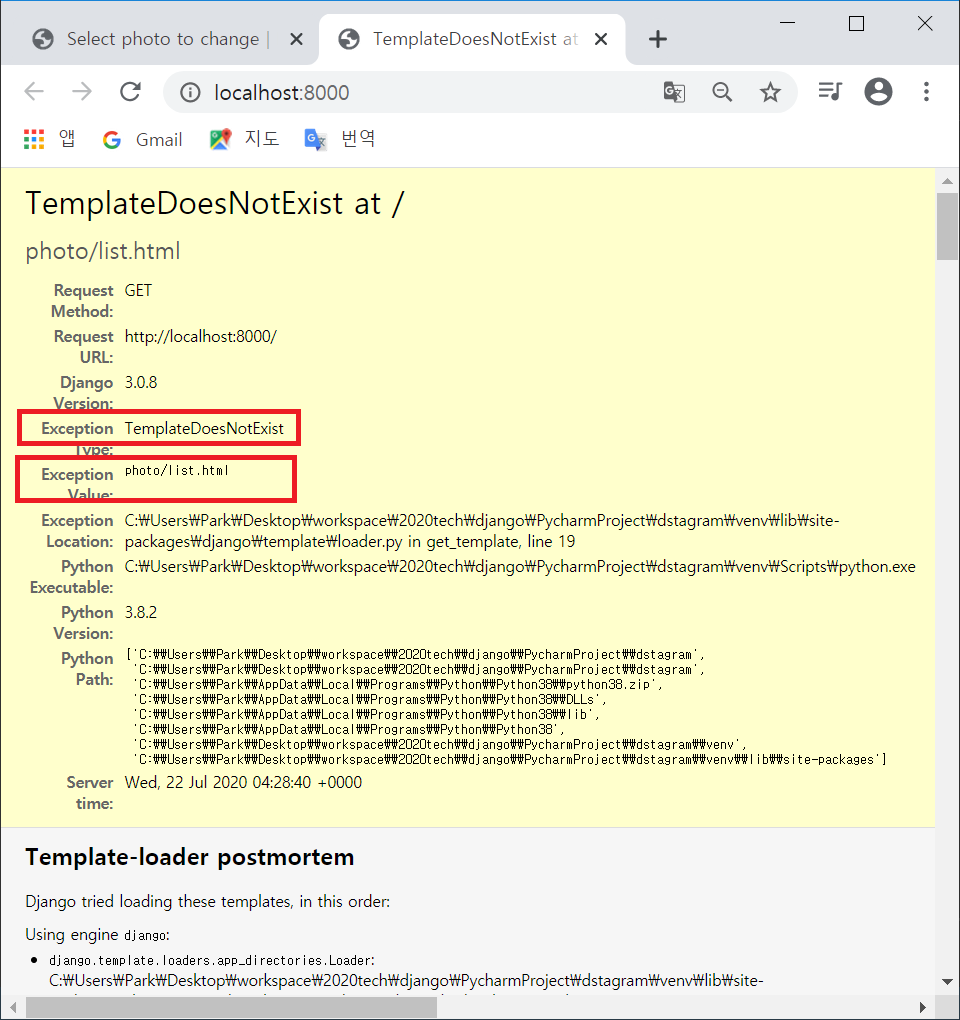 Select photo to change |
TemplateDoesNotExist at
localhost:8000
앱 Gmail 지도 번역
TemplateDoesNotExist at /
photo/list.html
Request Method: GET
Request URL: http://localhost:8000/
Django Version: 3.0.8
Exception Type: TemplateDoesNotExist
Exception Value: photo/list.html
Exception Location: C:₩Users₩Park₩Desktop₩workspace₩2020tech₩django₩PycharmProject₩dstagram₩venv₩lib₩site-
packages₩django₩template₩loader.py in get_template, line 19
Python Executable: C:₩Users₩Park₩Desktop₩workspace₩2020tech₩django₩PycharmProject₩dstagram₩venv₩Scripts₩python.exe
Python Version: 3.8.2
Python Path: ['C:₩₩Users₩₩Park₩₩Desktop₩₩workspace₩₩2020tech₩₩django₩₩PycharmProject₩₩dstagram',
'C:₩₩Users₩₩Park₩₩Desktop₩₩workspace₩₩2020tech₩₩django₩₩PycharmProject₩₩dstagram',
'C:₩₩Users₩₩Park₩₩AppData₩₩Local₩₩Programs₩₩Python₩₩Python38₩₩python38.zip',
'C:₩₩Users₩₩Park₩₩AppData₩₩Local₩₩Programs₩₩Python₩₩Python38₩₩DLLs',
'C:₩₩Users₩₩Park₩₩AppData₩₩Local₩₩Programs₩₩Python₩₩Python38₩₩lib',
'C:₩₩Users₩₩Park₩₩AppData₩₩Local₩₩Programs₩₩Python₩₩Python38',
'C:₩₩Users₩₩Park₩₩Desktop₩₩workspace₩₩2020tech₩₩django₩₩PycharmProject₩₩dstagram₩₩venv',
'C:₩₩Users₩₩Park₩₩Desktop₩₩workspace₩₩2020tech₩₩django₩₩PycharmProject₩₩dstagram₩₩venv₩₩lib₩₩site-packages']
Server time: Wed, 22 Jul 2020 04:28:40 +0000
Template-loader postmortem
Django tried loading these templates, in this order:
Using engine django:
• django.template.loaders.app_directories.Loader:
C:₩Users₩Park₩Desktop₩workspace₩2020tech₩django₩PycharmProject₩dstagram₩venv₩lib₩site-